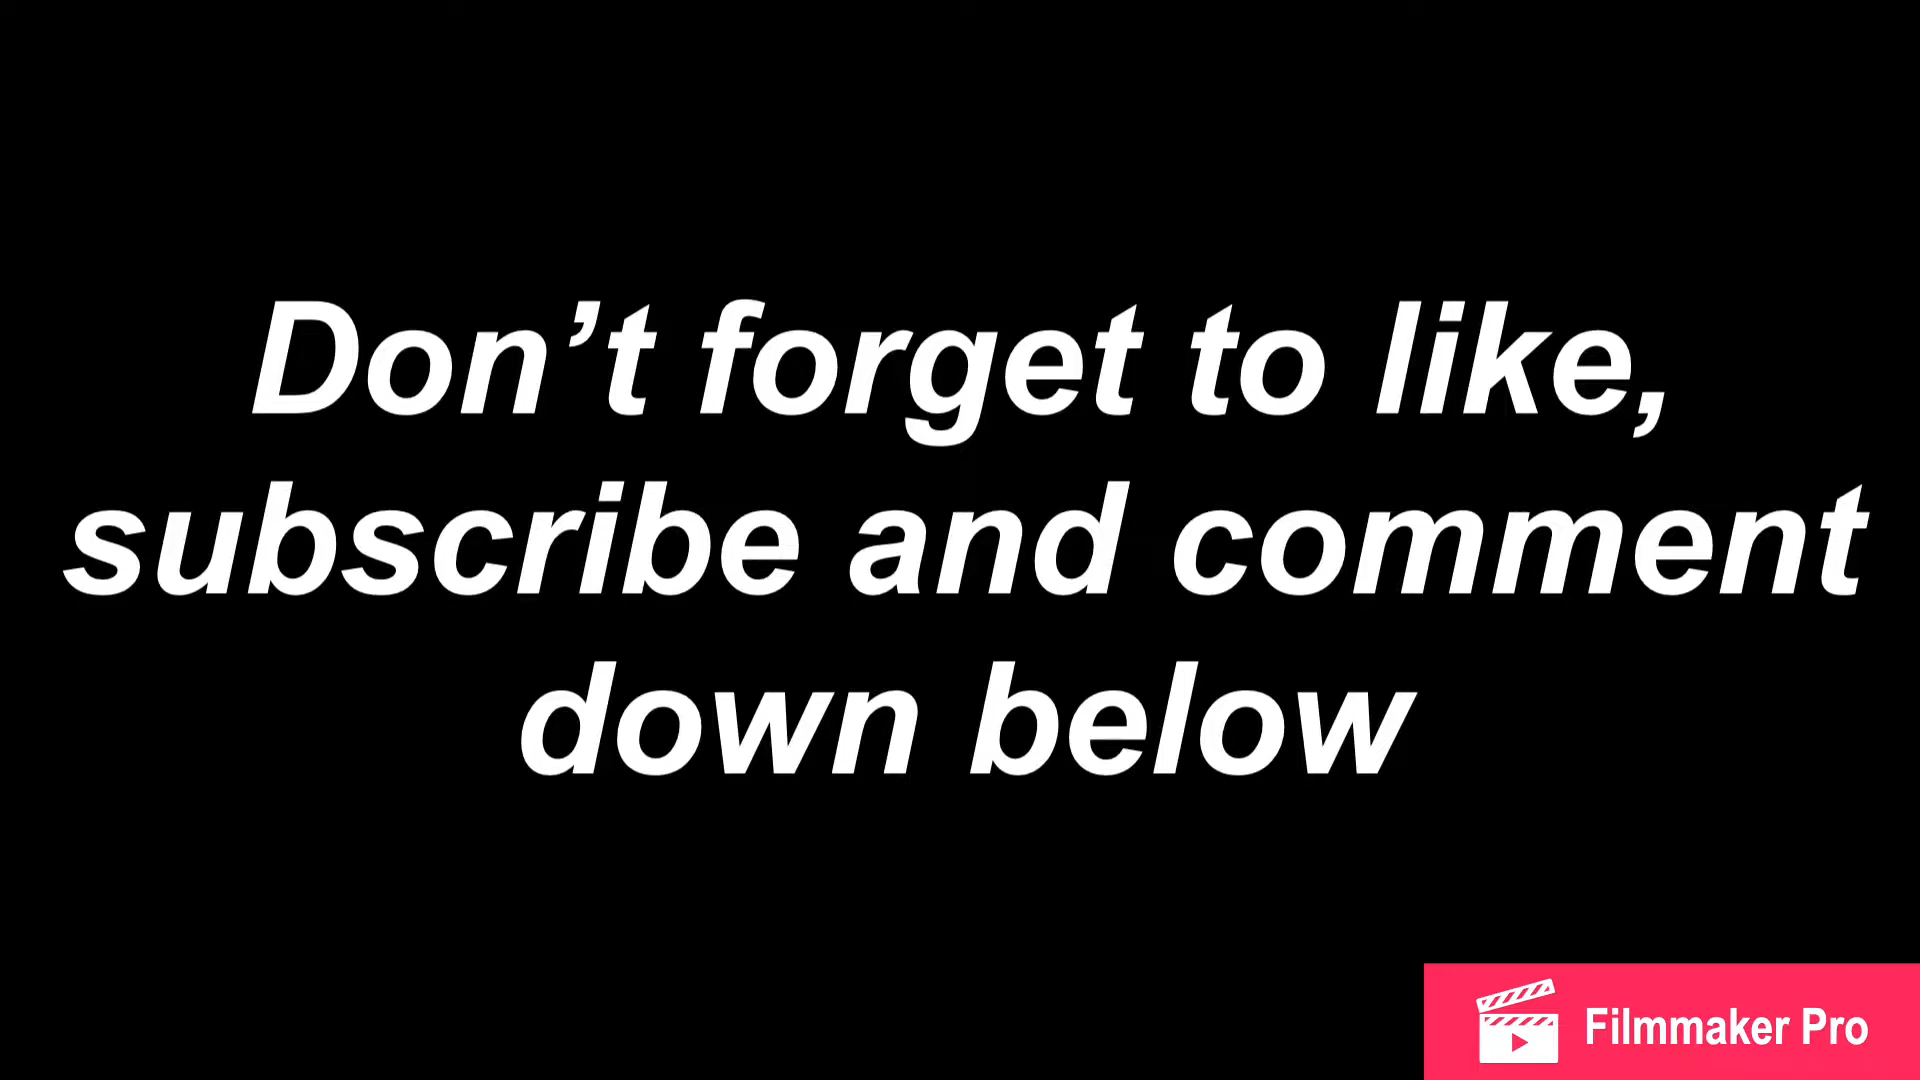 Don’t forget to like,
subscribe and comment
down below
Filmmaker Pro